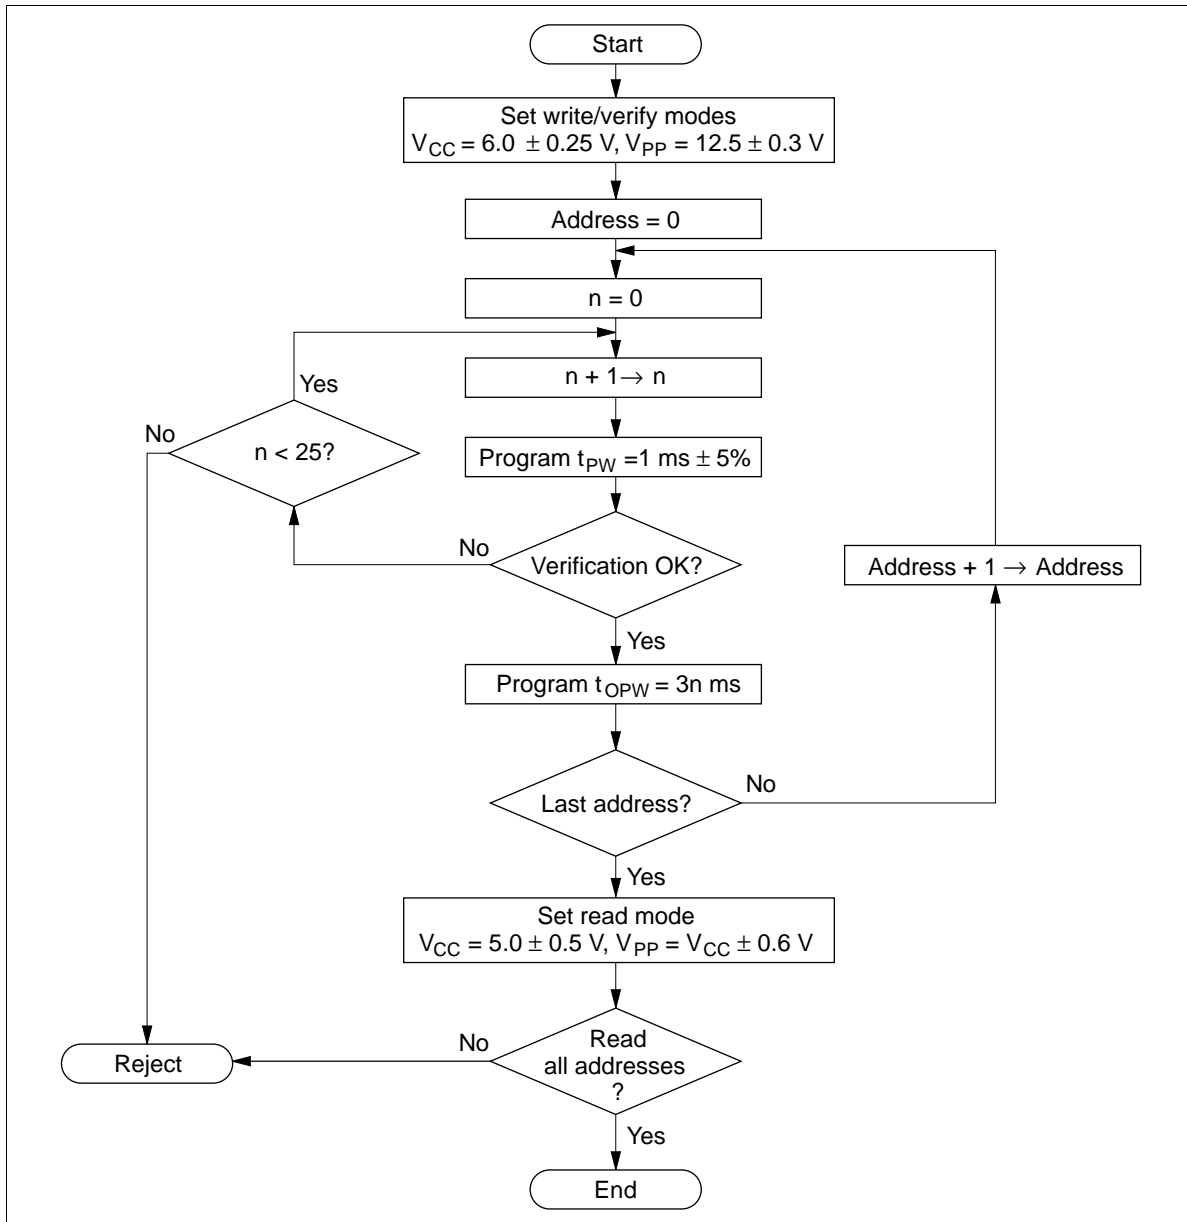 Start
Set write/verify modes
VCC = 6.0 ± 0.25 V, VPP = 12.5 ± 0.3 V
Address = 0
n = 0
n + 1 → n
Yes
No
n < 25?
Program tPW =1 ms ± 5%
No
Verification OK?
Address + 1 → Address
Yes
Program tOPW = 3n ms
Last address?
No
Yes
Set read mode
VCC = 5.0 ± 0.5 V, VPP = VCC ± 0.6 V
Reject
No
Read
all addresses
?
Yes
End